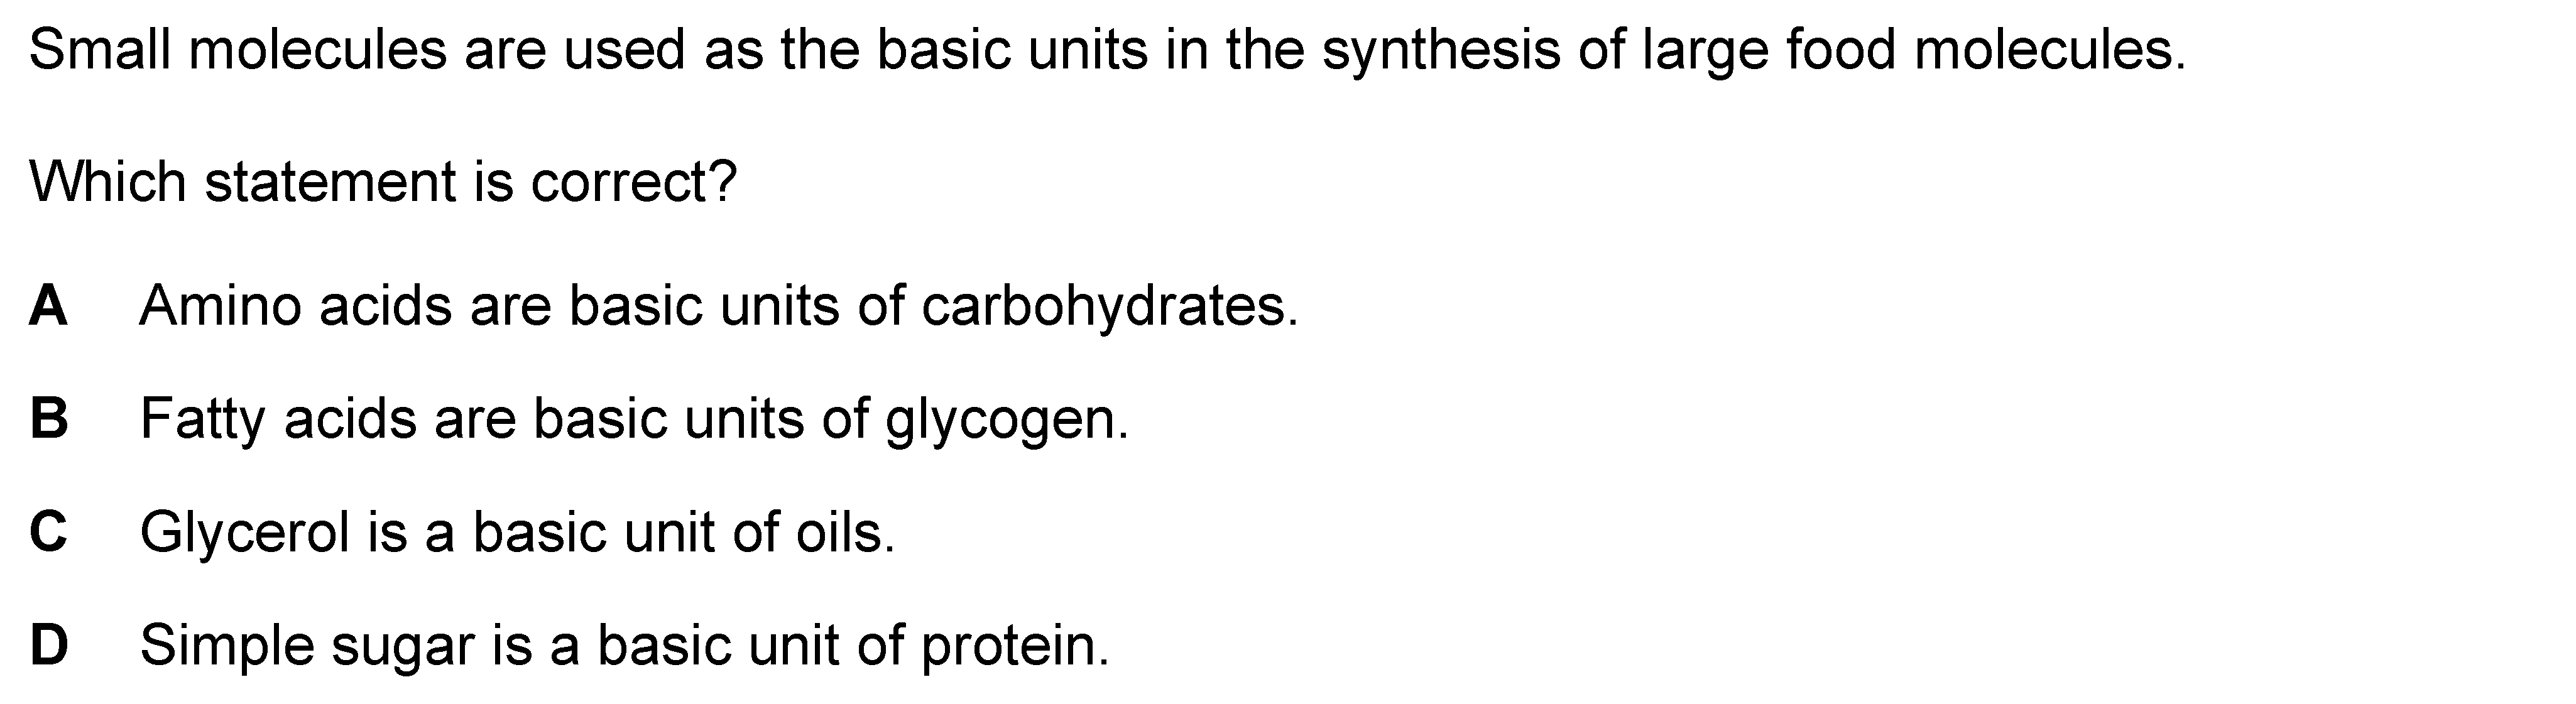 Small molecules are used as the basic units in the synthesis of large food molecules.
Which statement is correct?
A Amino acids are basic units of carbohydrates.
B Fatty acids are basic units of glycogen.
C Glycerol is a basic unit of oils.
D Simple sugar is a basic unit of protein.